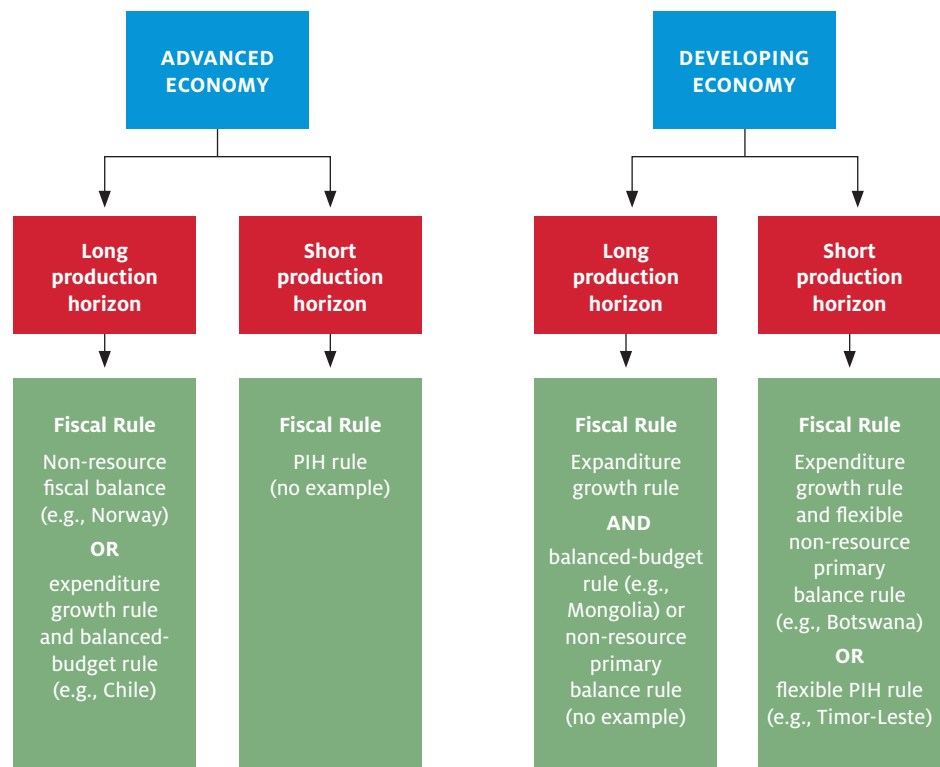 ADVANCED
ECONOMY
DEVELOPING
ECONOMY
Long
production
horizon
Short
production
horizon
Long
production
horizon
Short
production
horizon
Fiscal Rule
Non-resource
fiscal balance
(e.g., Norway)
OR
expenditure
growth rule
and balanced-
budget rule
(e.g., Chile)
Fiscal Rule
PIH rule
(no example)
Fiscal Rule
Expanditure
growth rule
AND
balanced-budget
rule (e.g.,
Mongolia) or
non-resource
primary
balance rule
(no example)
Fiscal Rule
Expenditure
growth rule
and flexible
non-resource
primary
balance rule
(e.g., Botswana)
OR
flexible PIH rule
(e.g., Timor-Leste)